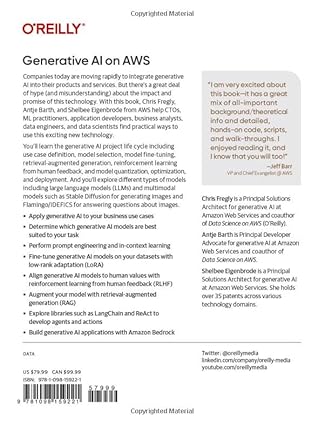 Copyrighted Material
O'REILLY®
Generative AI on AWS
Companies today are moving rapidly to integrate generative
AI into their products and services. But there's a great deal
of hype (and misunderstanding) about the impact and
promise of this technology. With this book, Chris Fregly,
Antje Barth, and Shelbee Eigenbrode from AWS help CTOs,
ML practitioners, application developers, business analysts,
data engineers, and data scientists find practical ways to
use this exciting new technology.
You'll learn the generative AI project life cycle including
use case definition, model selection, model fine tuning,
retrieval-augmented generation, reinforcement learning
from human feedback, and model quantization, optimization,
and deployment. And you'll explore different types of models
including large language models (LLMs) and multimodal
models such as Stable Diffusion for generating images and
Flamingo/IDEFICS for answering questions about images.
• Apply generative AI to your business use cases
• Determine which generative AI models are best
suited to your task
• Perform prompt engineering and in-context learning
• Fine-tune generative AI models on your datasets with
low-rank adaptation (LoRA)
• Align generative AI models to human values with
reinforcement learning from human feedback (RLHF)
• Augment your model with retrieval-augmented
generation (RAG)
• Explore libraries such as LangChain and ReAct to
develop agents and actions
• Build generative AI applications with Amazon Bedrock
"I am very excited about
this book—it has a great
mix of all-important
background/theoretical
info and detailed,
hands-on code, scripts,
and walk-throughs. I
enjoyed reading it, and
I know that you will too!"
—Jeff Barr
VP and Chief Evangelist @ AWS
Chris Fregly is a Principal Solutions
Architect for generative AI at
Amazon Web Services and coauthor
of Data Science on AWS (O'Reilly).
Antje Barth is Principal Developer
Advocate for generative AI at Amazon
Web Services and coauthor of
Data Science on AWS.
Shelbee Eigenbrode is a Principal
Solutions Architect for generative AI
at Amazon Web Services. She holds
over 35 patents across various
technology domains.
DATA
US $79.99 CAN $99.99
ISBN: 978-1-098-15922-1
57999
9 781098 159221
Twitter: @oreillymedia
linkedin.com/company/oreilly-media
youtube.com/oreillymedia
Copyrighted Material